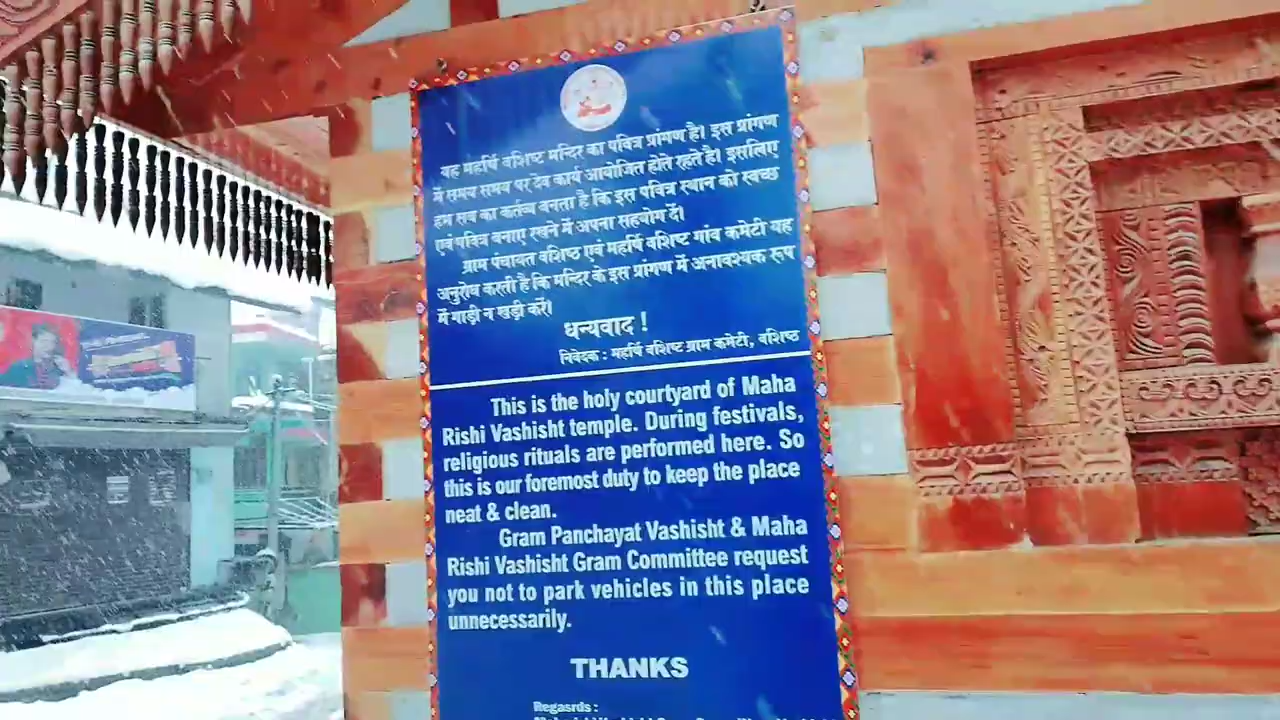 यह महर्षि वशिष्ट मन्दिर का पवित्र प्रांगण है। इस प्रांगण
में समय समय पर देव कार्य आयोजित होते रहते है। इसलिए
हम सब का कर्तव्य बनता है कि इस पवित्र स्थान को स्वच्छ
एवं पवित्र बनाए रखने में अपना सहयोग दें।
ग्राम पंचायत वशिष्ट एवं महर्षि वशिष्ट गांव कमेटी यह
अनुरोध करती है कि मन्दिर के इस प्रांगण में अनावश्यक रूप
में गाड़ी न खड़ी करें।
धन्यवाद !
निवेदक : महर्षि वशिष्ट ग्राम कमेटी, वशिष्ठ
This is the holy courtyard of Maha
Rishi Vashisht temple. During festivals,
religious rituals are performed here. So
this is our foremost duty to keep the place
neat & clean.
Gram Panchayat Vashisht & Maha
Rishi Vashisht Gram Committee request
you not to park vehicles in this place
unnecessarily.
THANKS
Regasrds :